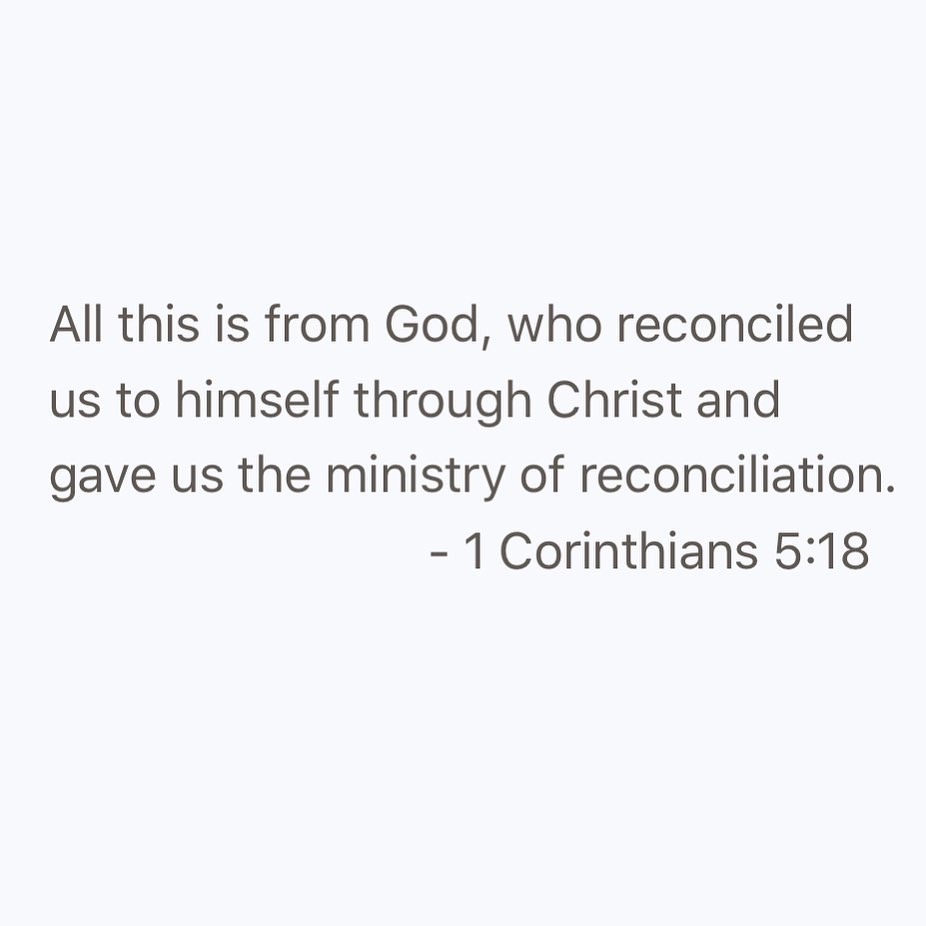 All this is from God, who reconciled
us to himself through Christ and
gave us the ministry of reconciliation.
- 1 Corinthians 5:18